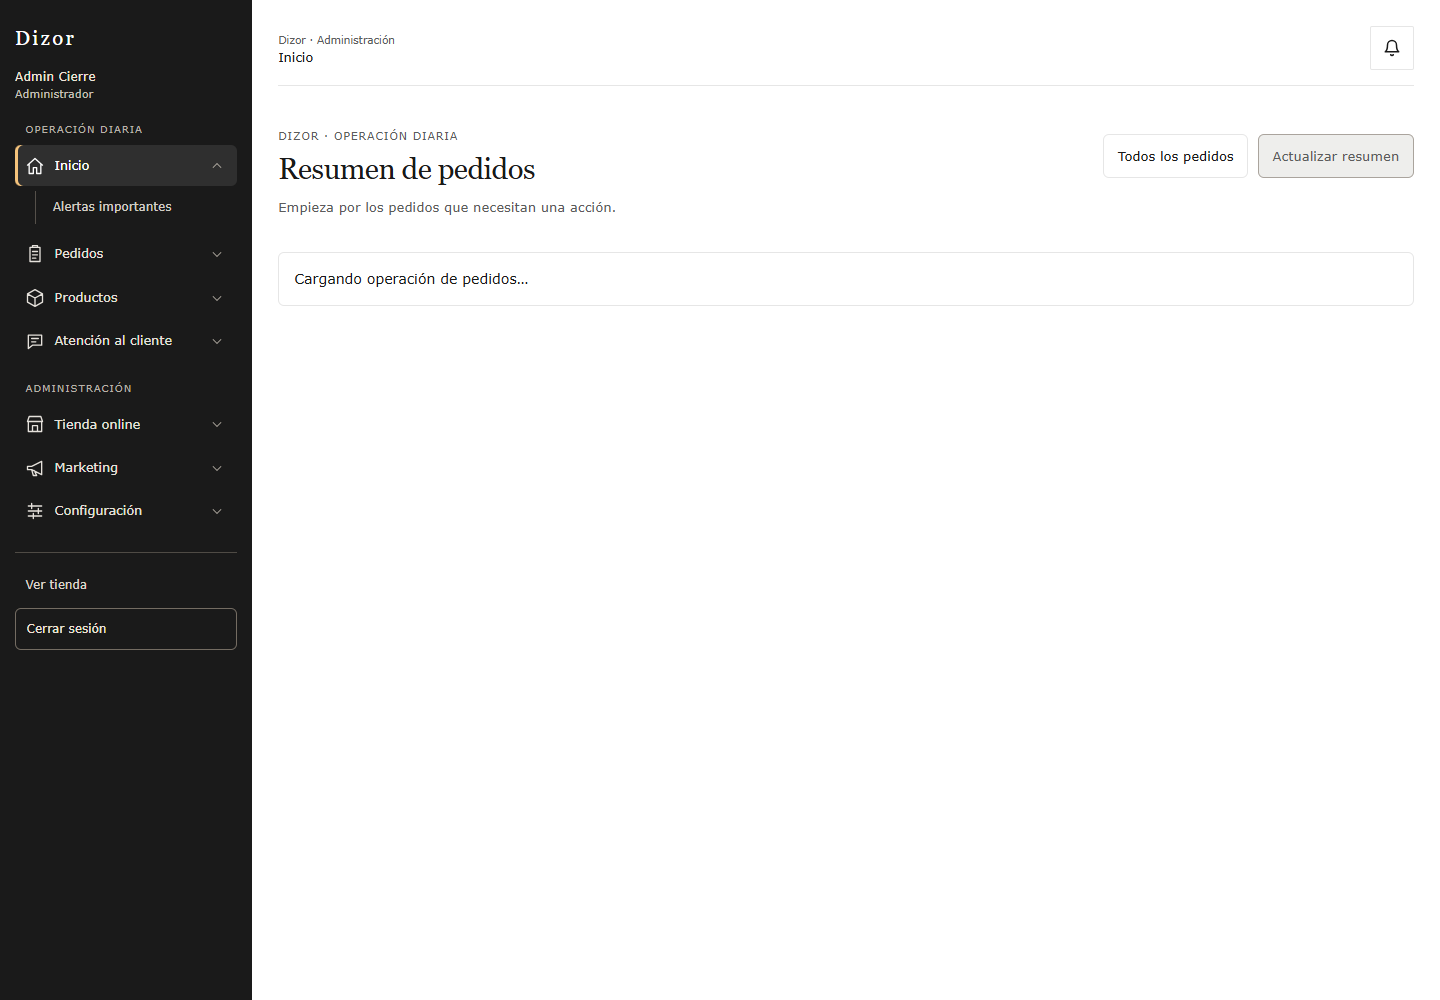 Dizor
Admin Cierre
Administrador
OPERACIÓN DIARIA
Inicio
Alertas importantes
Pedidos
Productos
Atención al cliente
ADMINISTRACIÓN
Tienda online
Marketing
Configuración
Ver tienda
Cerrar sesión
Dizor · Administración
Inicio
DIZOR · OPERACIÓN DIARIA
Resumen de pedidos
Empieza por los pedidos que necesitan una acción.
Todos los pedidos
Actualizar resumen
Cargando operación de pedidos...